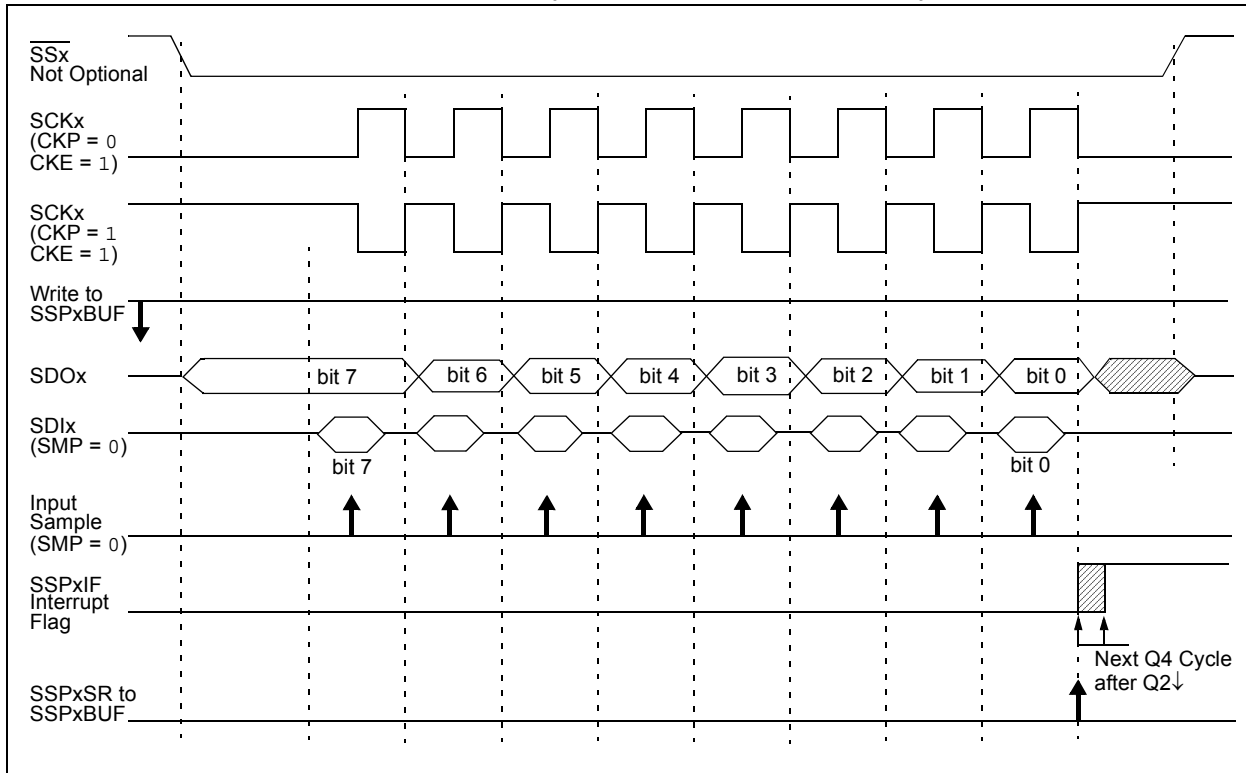 SSx
Not Optional
SCKx
(CKP = 0
CKE = 1)
SCKx
(CKP = 1
CKE = 1)
Write to
SSPxBUF
SDOx
bit 7
bit 6
bit 5
bit 4
bit 3
bit 2
bit 1
bit 0
SDIx
(SMP = 0)
bit 7
bit 0
Input
Sample
(SMP = 0)
SSPxIF
Interrupt
Flag
Next Q4 Cycle
after Q2↓
SSPxSR to
SSPxBUF